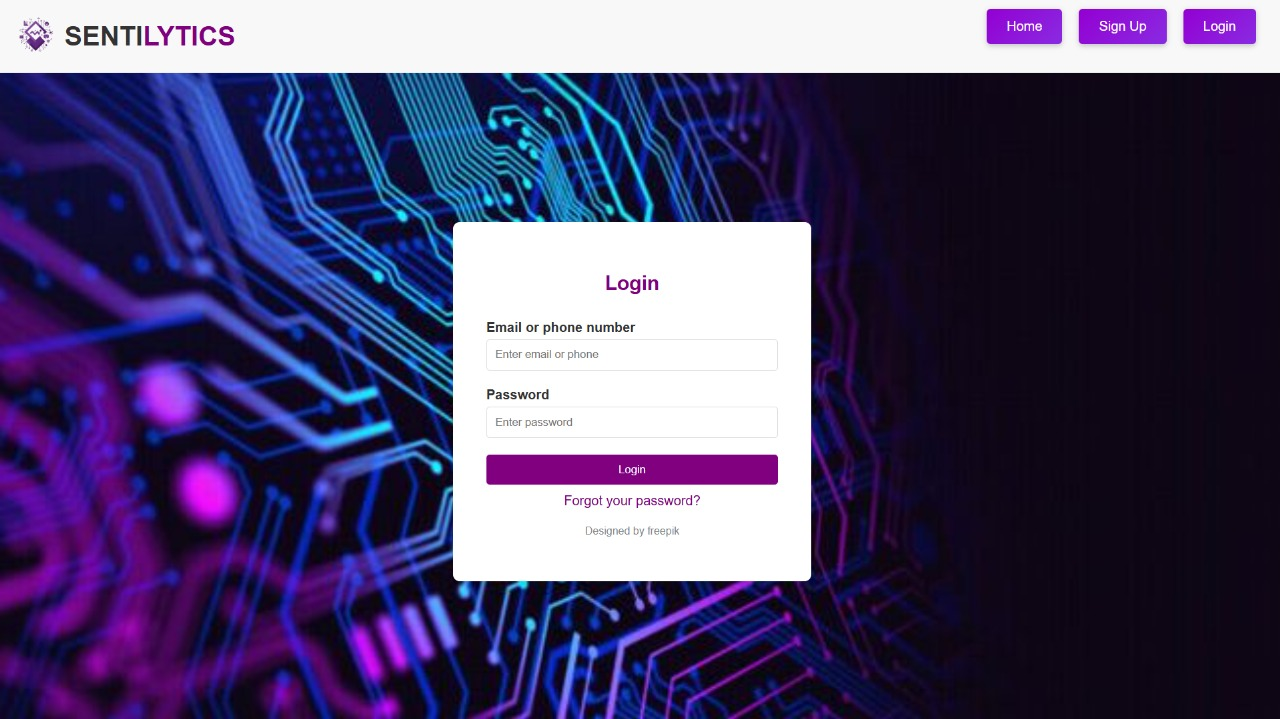 SENTILYTICS
Home
Sign Up
Login
Login
Email or phone number
Enter email or phone
Password
Enter password
Login
Forgot your password?
Designed by freepik